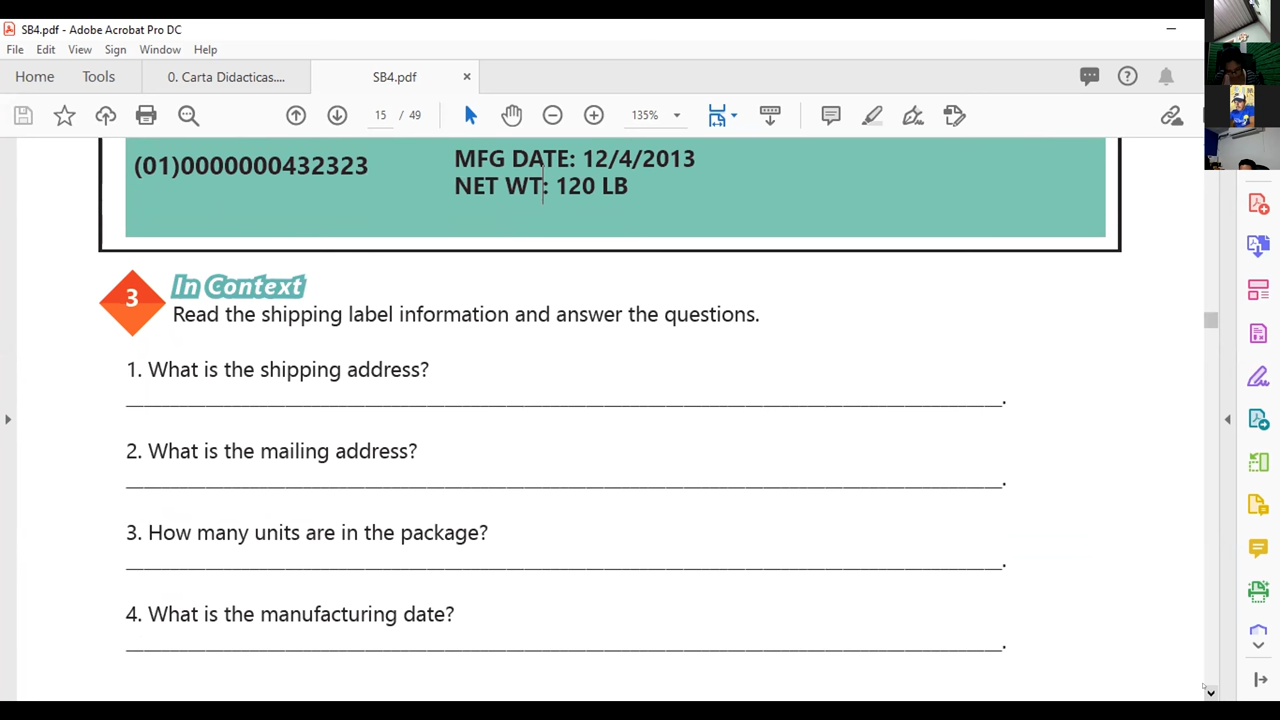 SB4.pdf - Adobe Acrobat Pro DC
File Edit View Sign Window Help
Home Tools 0. Carta Didacticas.... SB4.pdf ×
15 / 49 135%
(01)0000000432323
MFG DATE: 12/4/2013
NET WT: 120 LB
3 In Context
Read the shipping label information and answer the questions.
1. What is the shipping address?
.
2. What is the mailing address?
.
3. How many units are in the package?
.
4. What is the manufacturing date?
.